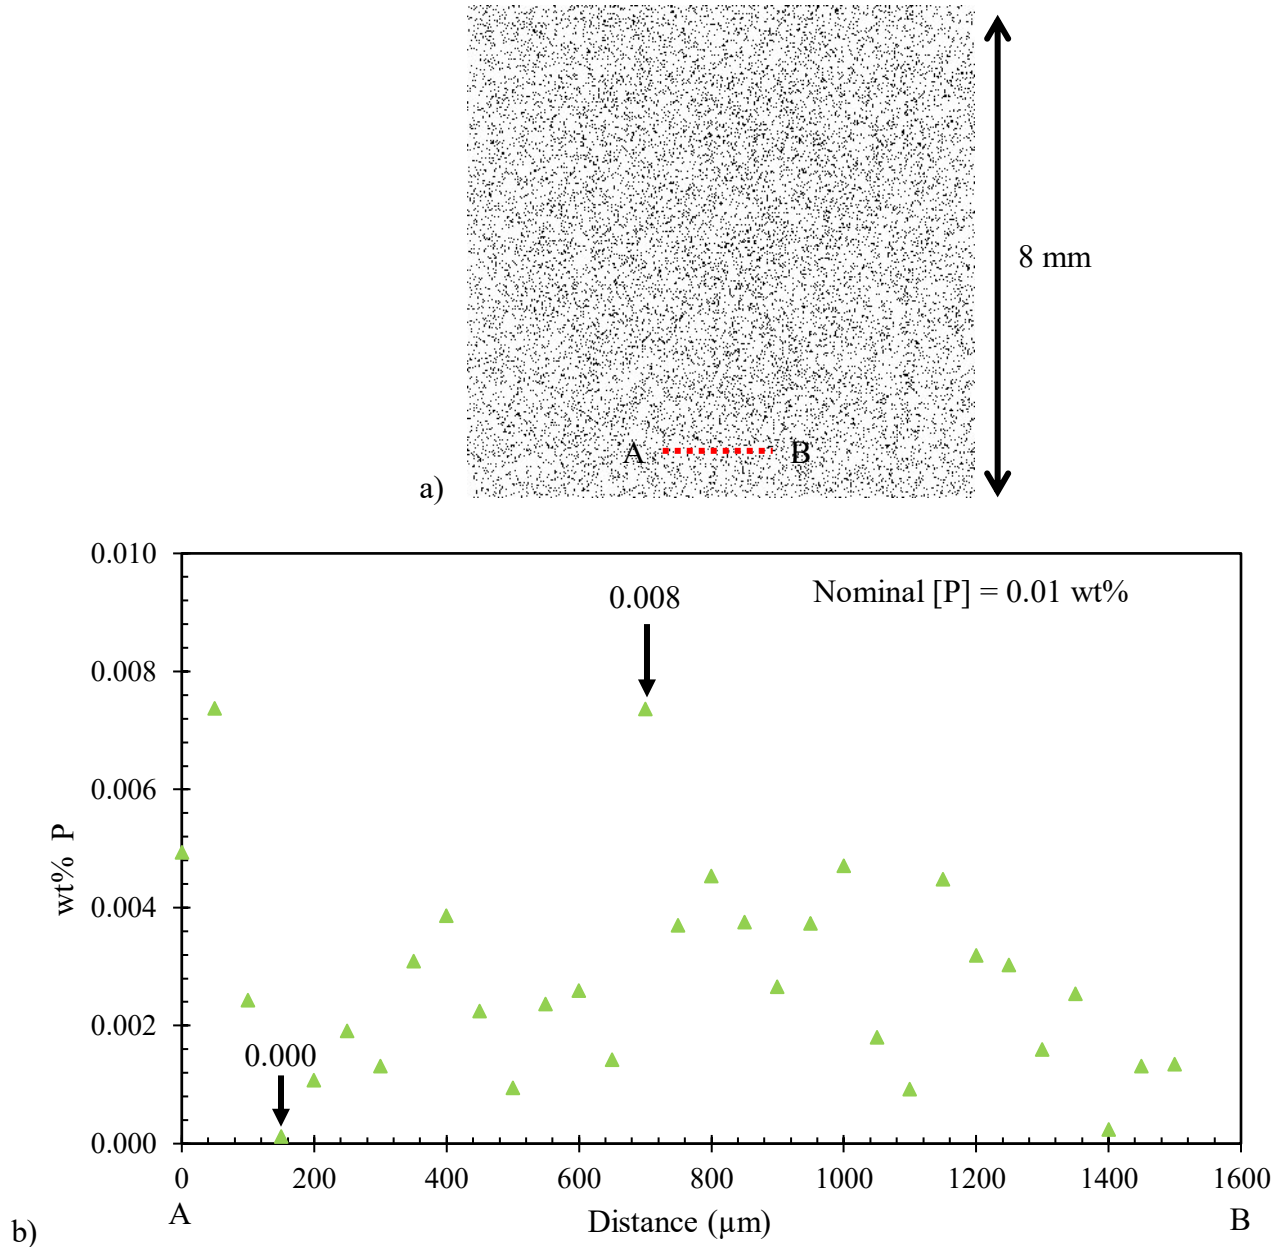 8 mm
A B
a)
0.010
0.008
0.006
0.004
0.002
0.000
wt% P
0.008
Nominal [P] = 0.01 wt%
0.000
0 200 400 600 800 1000 1200 1400 1600
A Distance (µm) B
b)